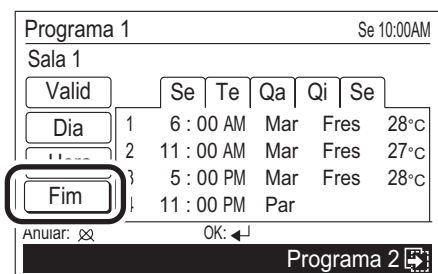 Programa 1 Se 10:00AM
Sala 1
Valid Se Te Qa Qi Se
Dia 1 6 : 00 AM Mar Fres 28°C
2 11 : 00 AM Mar Fres 27°C
5 : 00 PM Mar Fres 28°C
Fim 11 : 00 PM Par
Anular: OK:
Programa 2